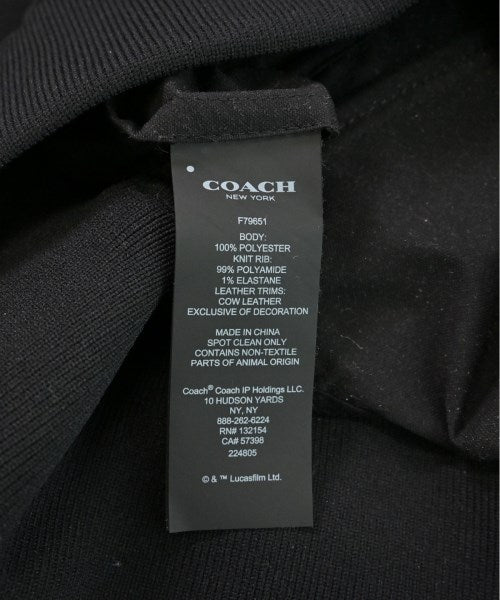 COACH
NEW YORK
F79651
BODY:
100% POLYESTER
KNIT RIB:
99% POLYAMIDE
1% ELASTANE
LEATHER TRIMS:
COW LEATHER
EXCLUSIVE OF DECORATION
MADE IN CHINA
SPOT CLEAN ONLY
CONTAINS NON-TEXTILE
PARTS OF ANIMAL ORIGIN
Coach® Coach IP Holdings LLC.
10 HUDSON YARDS
NY, NY
888-262-6224
RN# 132154
CA# 57398
224805
© & ™ Lucasfilm Ltd.